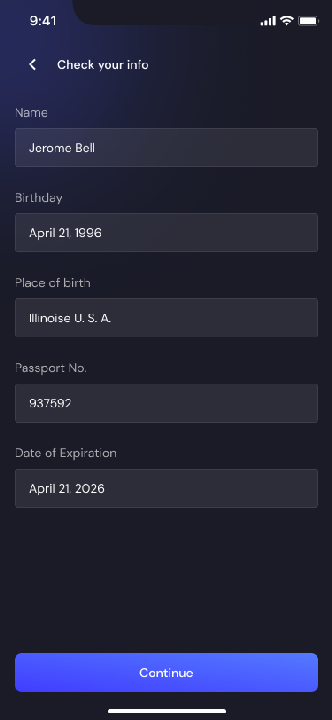 9:41
Check your info
Name
Jerome Bell
Birthday
April 21, 1996
Place of birth
Illinoise U. S. A.
Passport No.
937592
Date of Expiration
April 21, 2026
Continue